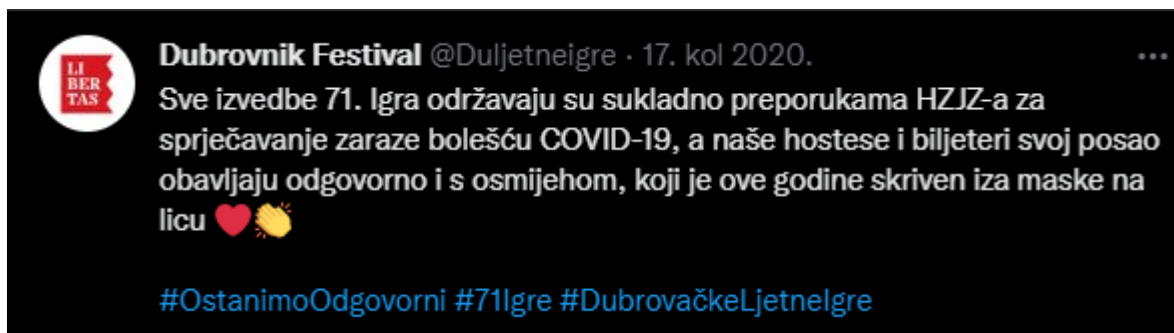 LI
BER
TAS
Dubrovnik Festival @Duljetneigre · 17. kol 2020.
Sve izvedbe 71. Igra održavaju su sukladno preporukama HZJZ-a za
sprječavanje zaraze bolešću COVID-19, a naše hostese i biljeteri svoj posao
obavljaju odgovorno i s osmijehom, koji je ove godine skriven iza maske na
licu ❤️👏
#OstanimoOdgovorni #71Igre #DubrovačkeLjetneIgre